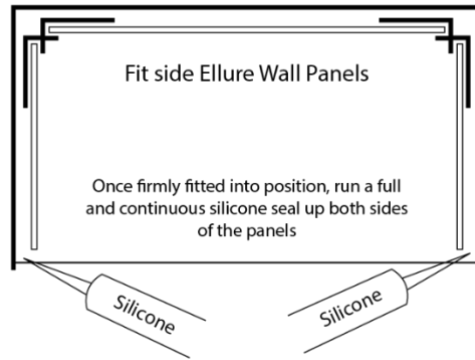 Fit side Ellure Wall Panels
Once firmly fitted into position, run a full
and continuous silicone seal up both sides
of the panels
Silicone
Silicone